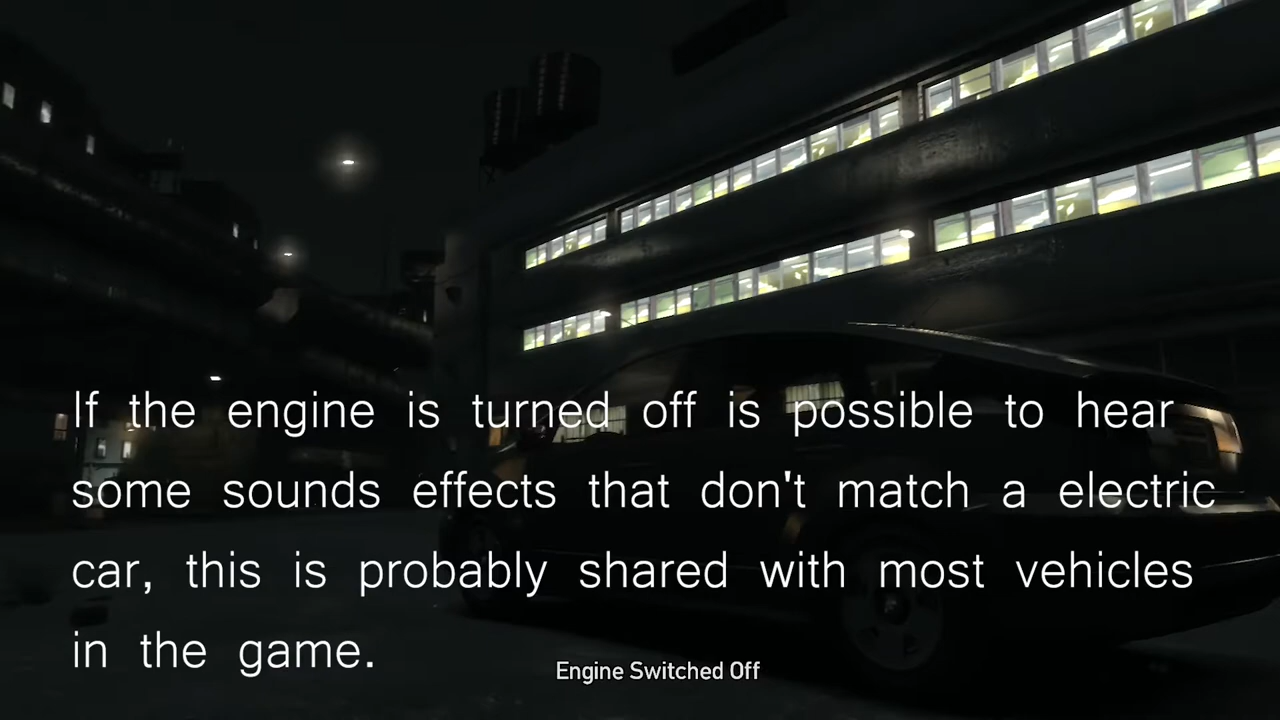 If the engine is turned off is possible to hear
some sounds effects that don't match a electric
car, this is probably shared with most vehicles
in the game.
Engine Switched Off